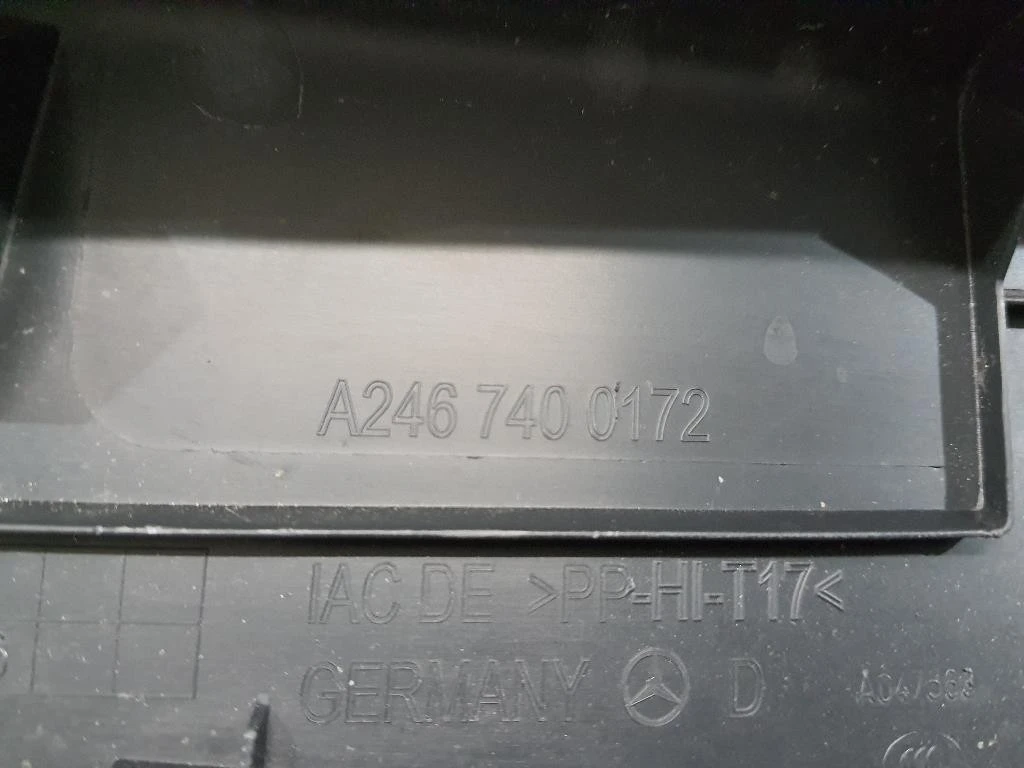 A246 740 0172
IAC DE >PP-HI-T17<
GERMANY D